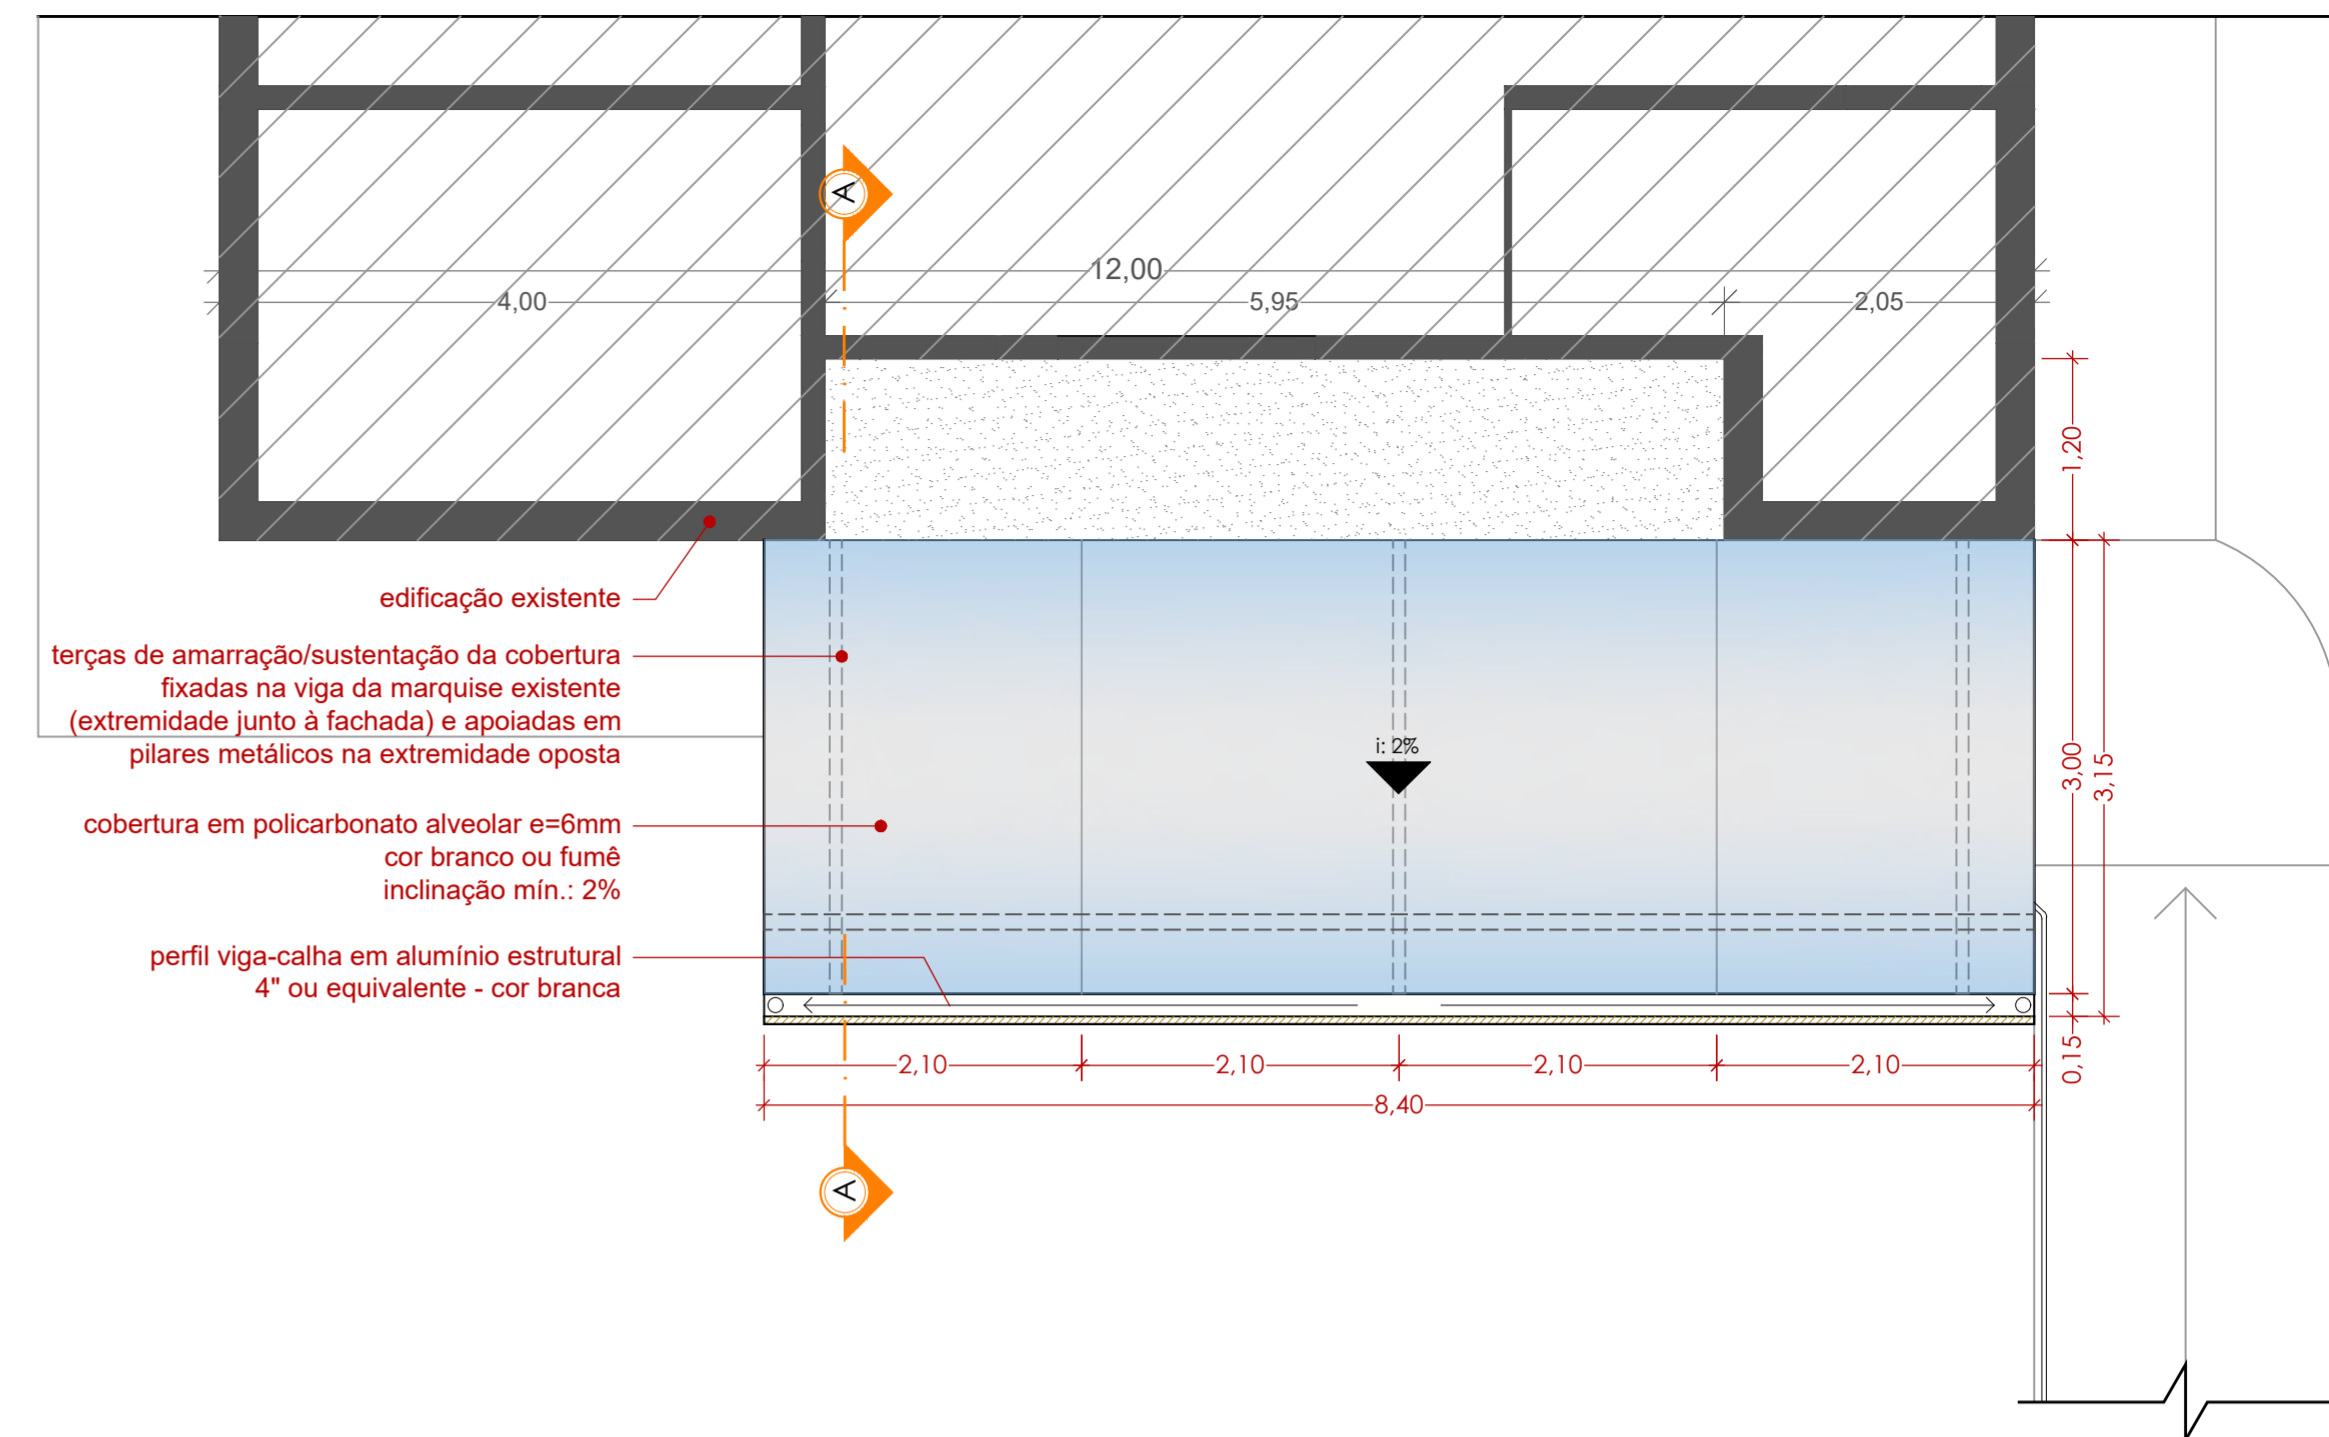 A
12,00
4,00
5,95
2,05
1,20
edificação existente
terças de amarração/sustentação da cobertura
fixadas na viga da marquise existente
(extremidade junto à fachada) e apoiadas em
pilares metálicos na extremidade oposta
i: 2%
3,00
3,15
cobertura em policarbonato alveolar e=6mm
cor branco ou fumê
inclinação mín.: 2%
perfil viga-calha em alumínio estrutural
4" ou equivalente - cor branca
0,15
2,10
2,10
2,10
2,10
8,40
A